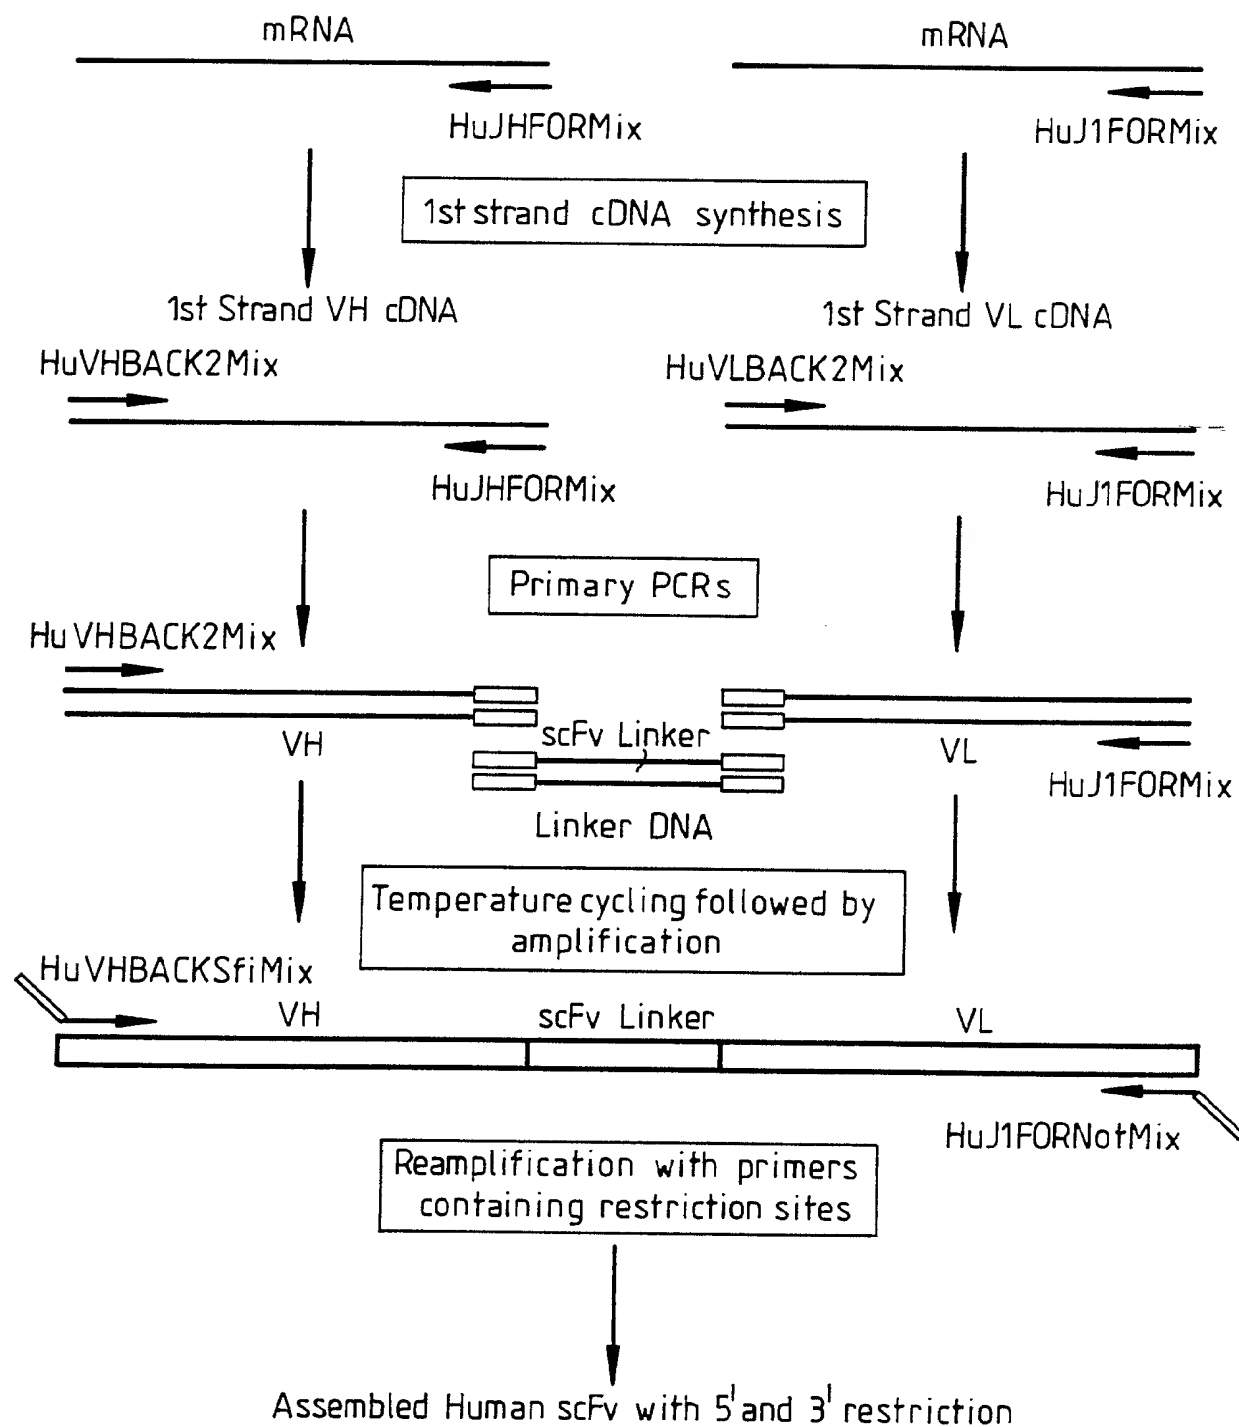 mRNA
mRNA
HuJHFORMix
HuJ1FORMix
1st strand cDNA synthesis
1st Strand VH cDNA
1st Strand VL cDNA
HuVHBACK2Mix
HuVLBACK2Mix
HuJHFORMix
HuJ1FORMix
Primary PCRs
HuVHBACK2Mix
VH
scFv Linker
VL
HuJ1FORMix
Linker DNA
Temperature cycling followed by
amplification
HuVHBACKSfiMix
VH
scFv Linker
VL
HuJ1FORNotMix
Reamplification with primers
containing restriction sites
Assembled Human scFv with 5' and 3' restriction